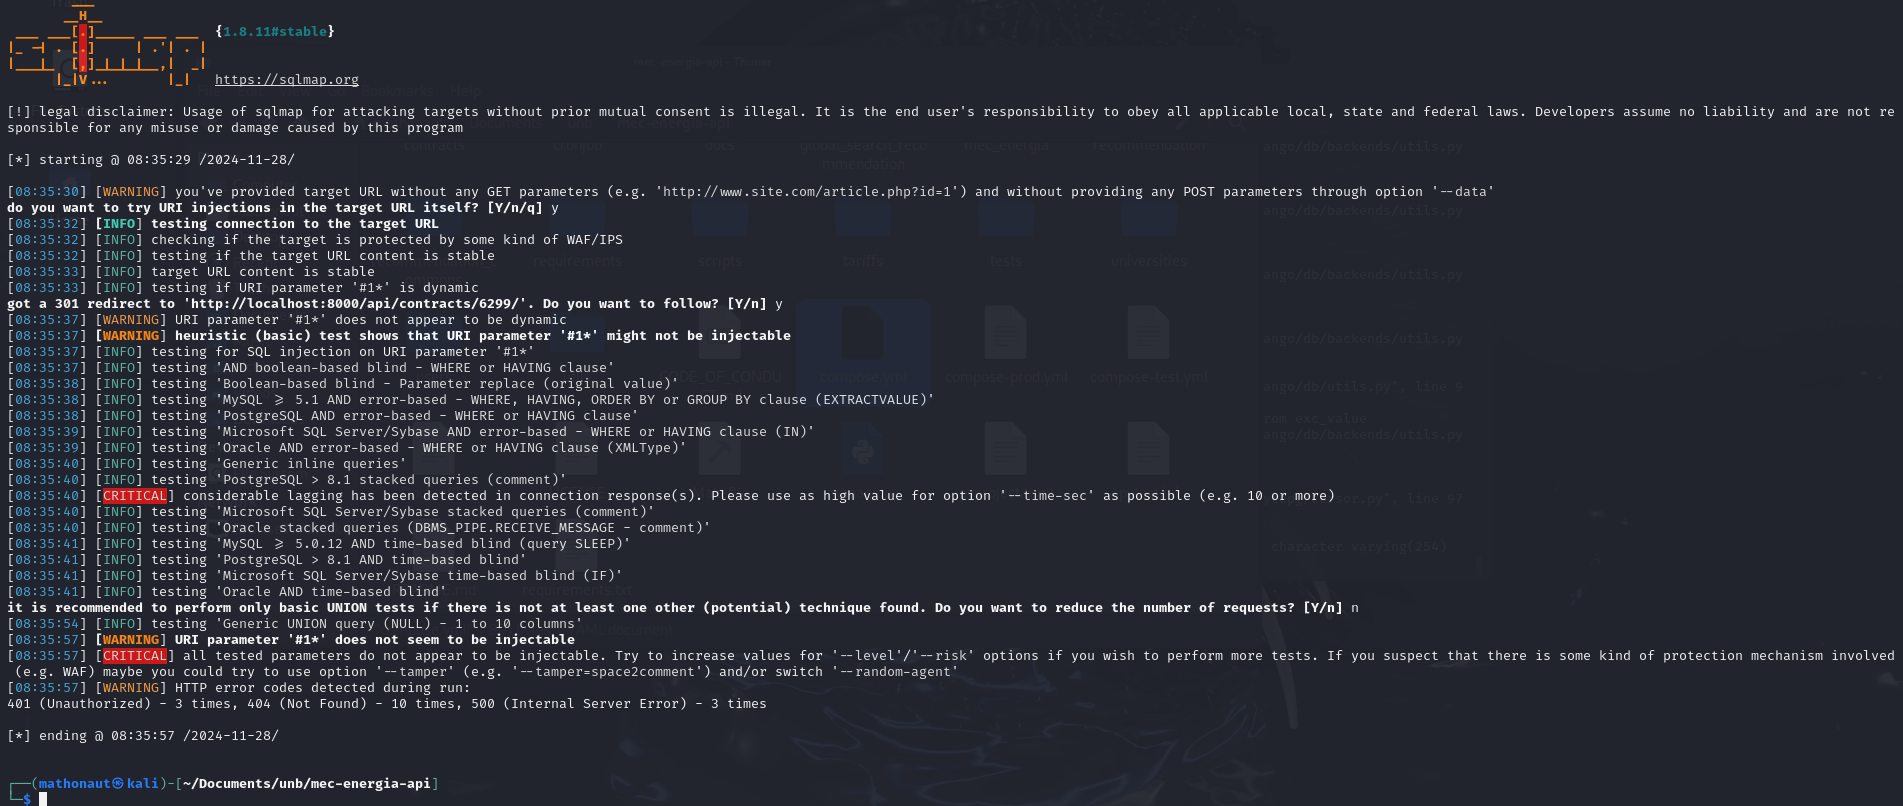 {1.8.11#stable}
https://sqlmap.org
[!] legal disclaimer: Usage of sqlmap for attacking targets without prior mutual consent is illegal. It is the end user's responsibility to obey all applicable local, state and federal laws. Developers assume no liability and are not re
sponsible for any misuse or damage caused by this program
[*] starting @ 08:35:29 /2024-11-28/
[08:35:30] [WARNING] you've provided target URL without any GET parameters (e.g. 'http://www.site.com/article.php?id=1') and without providing any POST parameters through option '--data'
do you want to try URI injections in the target URL itself? [Y/n/q] y
[08:35:32] [INFO] testing connection to the target URL
[08:35:32] [INFO] checking if the target is protected by some kind of WAF/IPS
[08:35:32] [INFO] testing if the target URL content is stable
[08:35:33] [INFO] target URL content is stable
[08:35:33] [INFO] testing if URI parameter '#1*' is dynamic
got a 301 redirect to 'http://localhost:8000/api/contracts/6299/'. Do you want to follow? [Y/n] y
[08:35:37] [WARNING] URI parameter '#1*' does not appear to be dynamic
[08:35:37] [WARNING] heuristic (basic) test shows that URI parameter '#1*' might not be injectable
[08:35:37] [INFO] testing for SQL injection on URI parameter '#1*'
[08:35:37] [INFO] testing 'AND boolean-based blind - WHERE or HAVING clause'
[08:35:38] [INFO] testing 'Boolean-based blind - Parameter replace (original value)'
[08:35:38] [INFO] testing 'MySQL >= 5.1 AND error-based - WHERE, HAVING, ORDER BY or GROUP BY clause (EXTRACTVALUE)'
[08:35:38] [INFO] testing 'PostgreSQL AND error-based - WHERE or HAVING clause'
[08:35:39] [INFO] testing 'Microsoft SQL Server/Sybase AND error-based - WHERE or HAVING clause (IN)'
[08:35:39] [INFO] testing 'Oracle AND error-based - WHERE or HAVING clause (XMLType)'
[08:35:40] [INFO] testing 'Generic inline queries'
[08:35:40] [INFO] testing 'PostgreSQL > 8.1 stacked queries (comment)'
[08:35:40] [CRITICAL] considerable lagging has been detected in connection response(s). Please use as high value for option '--time-sec' as possible (e.g. 10 or more)
[08:35:40] [INFO] testing 'Microsoft SQL Server/Sybase stacked queries (comment)'
[08:35:40] [INFO] testing 'Oracle stacked queries (DBMS_PIPE.RECEIVE_MESSAGE - comment)'
[08:35:41] [INFO] testing 'MySQL >= 5.0.12 AND time-based blind (query SLEEP)'
[08:35:41] [INFO] testing 'PostgreSQL > 8.1 AND time-based blind'
[08:35:41] [INFO] testing 'Microsoft SQL Server/Sybase time-based blind (IF)'
[08:35:41] [INFO] testing 'Oracle AND time-based blind'
it is recommended to perform only basic UNION tests if there is not at least one other (potential) technique found. Do you want to reduce the number of requests? [Y/n] n
[08:35:54] [INFO] testing 'Generic UNION query (NULL) - 1 to 10 columns'
[08:35:57] [WARNING] URI parameter '#1*' does not seem to be injectable
[08:35:57] [CRITICAL] all tested parameters do not appear to be injectable. Try to increase values for '--level'/'--risk' options if you wish to perform more tests. If you suspect that there is some kind of protection mechanism involved
(e.g. WAF) maybe you could try to use option '--tamper' (e.g. '--tamper=space2comment') and/or switch '--random-agent'
[08:35:57] [WARNING] HTTP error codes detected during run:
401 (Unauthorized) - 3 times, 404 (Not Found) - 10 times, 500 (Internal Server Error) - 3 times
[*] ending @ 08:35:57 /2024-11-28/
┌──(mathonaut㉿kali)-[~/Documents/unb/mec-energia-api]
└─$